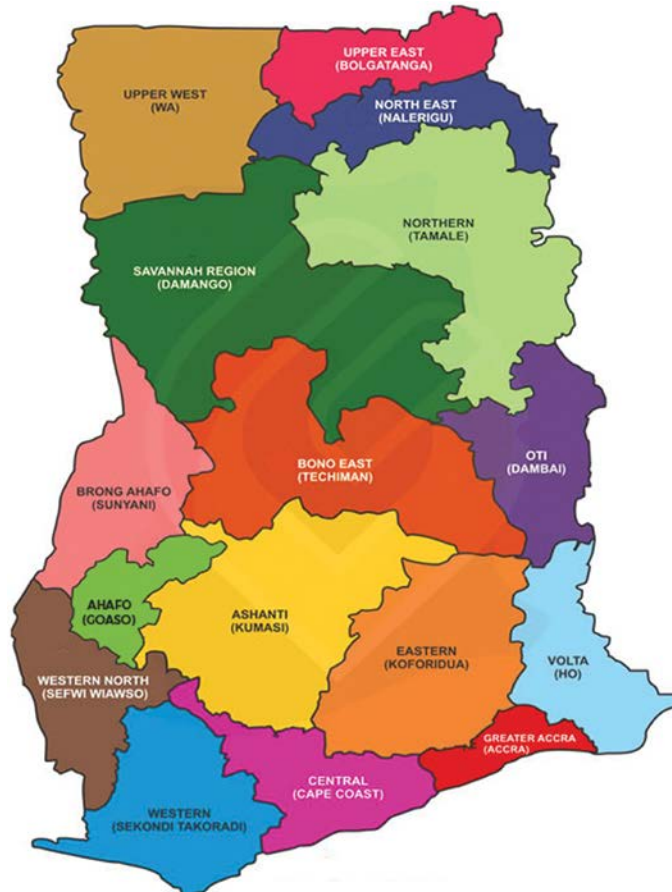 UPPER EAST
(BOLGATANGA)
UPPER WEST
(WA)
NORTH EAST
(NALERIGU)
NORTHERN
(TAMALE)
SAVANNAH REGION
(DAMANGO)
OTI
(DAMBAI)
BONO EAST
(TECHIMAN)
BRONG AHAFO
(SUNYANI)
AHAFO
(GOASO)
ASHANTI
(KUMASI)
EASTERN
(KOFORIDUA)
VOLTA
(HO)
WESTERN NORTH
(SEFWI WIAWSO)
GREATER ACCRA
(ACCRA)
CENTRAL
(CAPE COAST)
WESTERN
(SEKONDI TAKORADI)